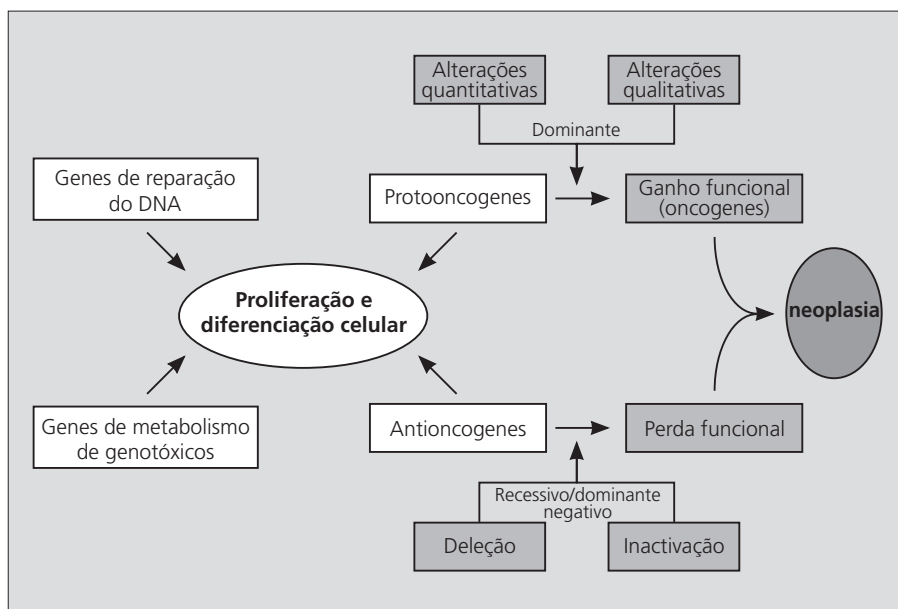 Alterações
quantitativas
Alterações
qualitativas
Dominante
Genes de reparação
do DNA
Protooncogenes
Ganho funcional
(oncogenes)
Proliferação e
diferenciação celular
neoplasia
Genes de metabolismo
de genotóxicos
Antioncogenes
Perda funcional
Recessivo/dominante
negativo
Deleção
Inactivação